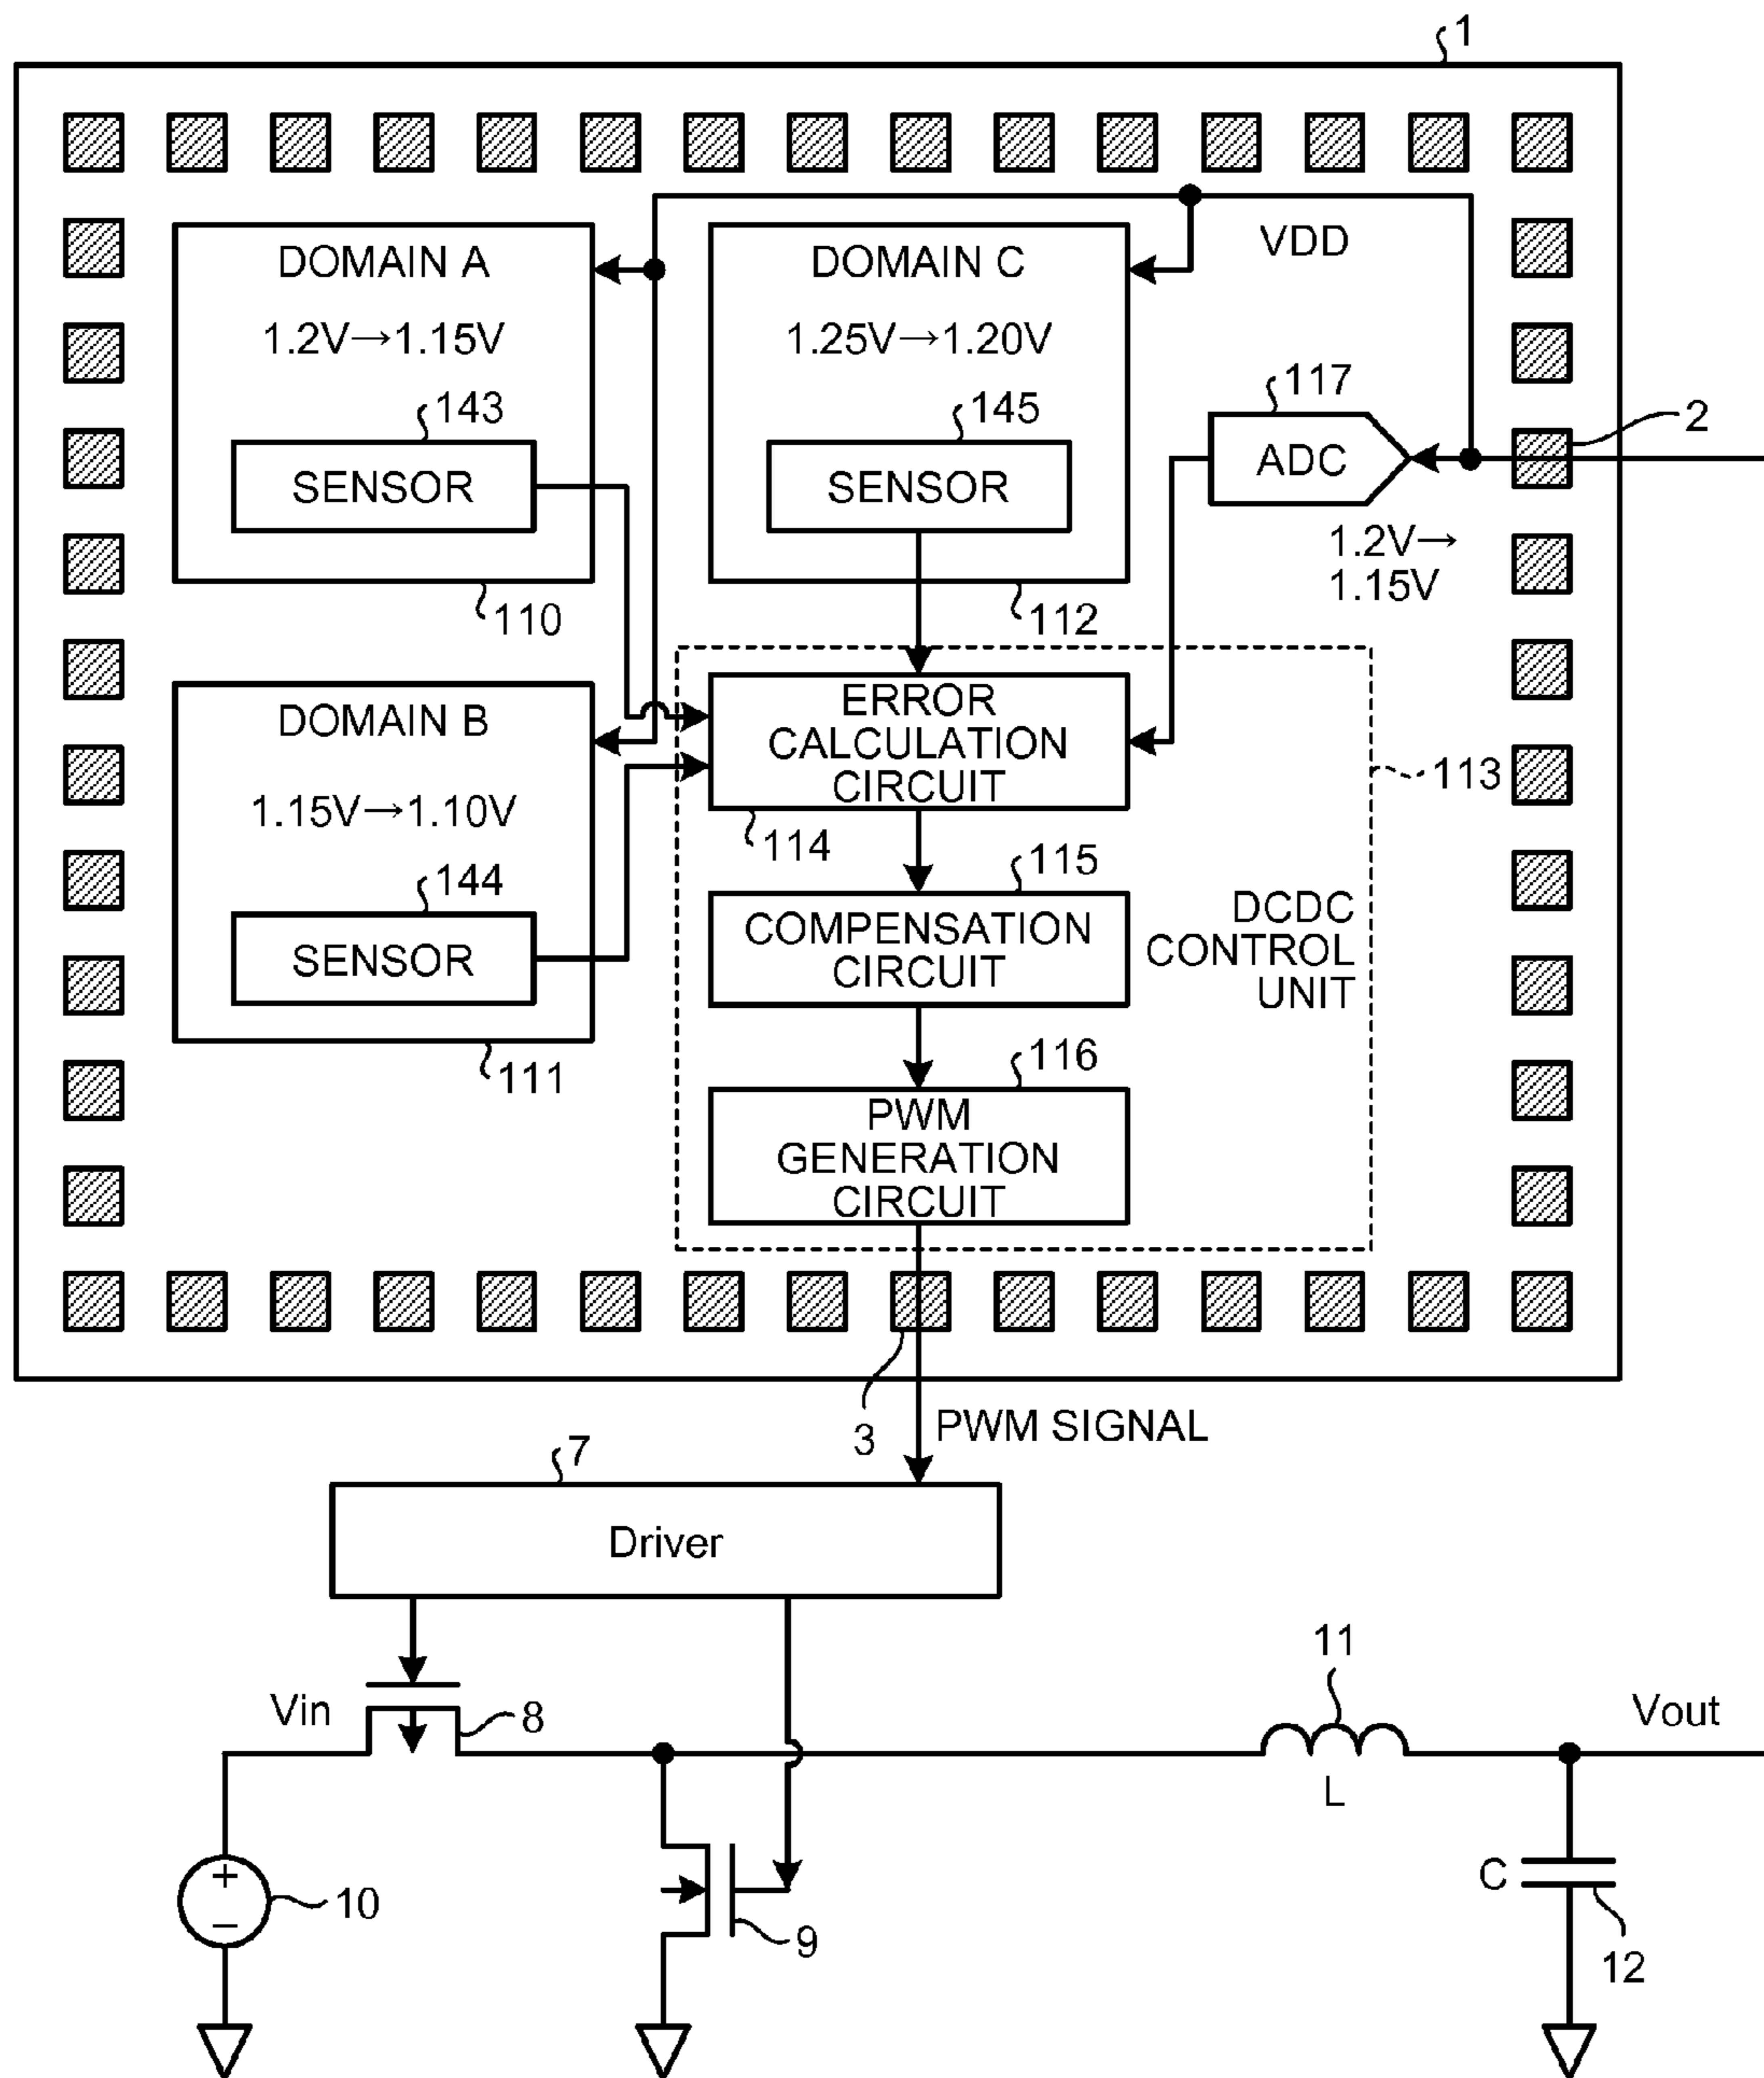 1
DOMAIN A
1.2V→1.15V
143
SENSOR
110
DOMAIN C
1.25V→1.20V
145
SENSOR
112
VDD
117
ADC
2
1.2V→
1.15V
DOMAIN B
1.15V→1.10V
144
SENSOR
111
ERROR
CALCULATION
CIRCUIT
114
113
115
COMPENSATION
CIRCUIT
DCDC
CONTROL
UNIT
116
PWM
GENERATION
CIRCUIT
3
PWM SIGNAL
7
Driver
Vin
8
11
L
Vout
+
−
10
9
C
12